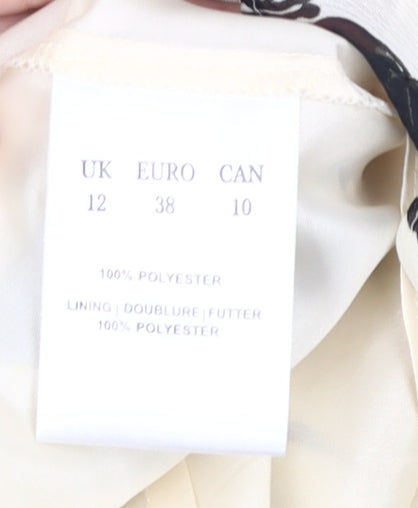 UK EURO CAN
12 38 10
100% POLYESTER
LINING | DOUBLURE | FUTTER
100% POLYESTER